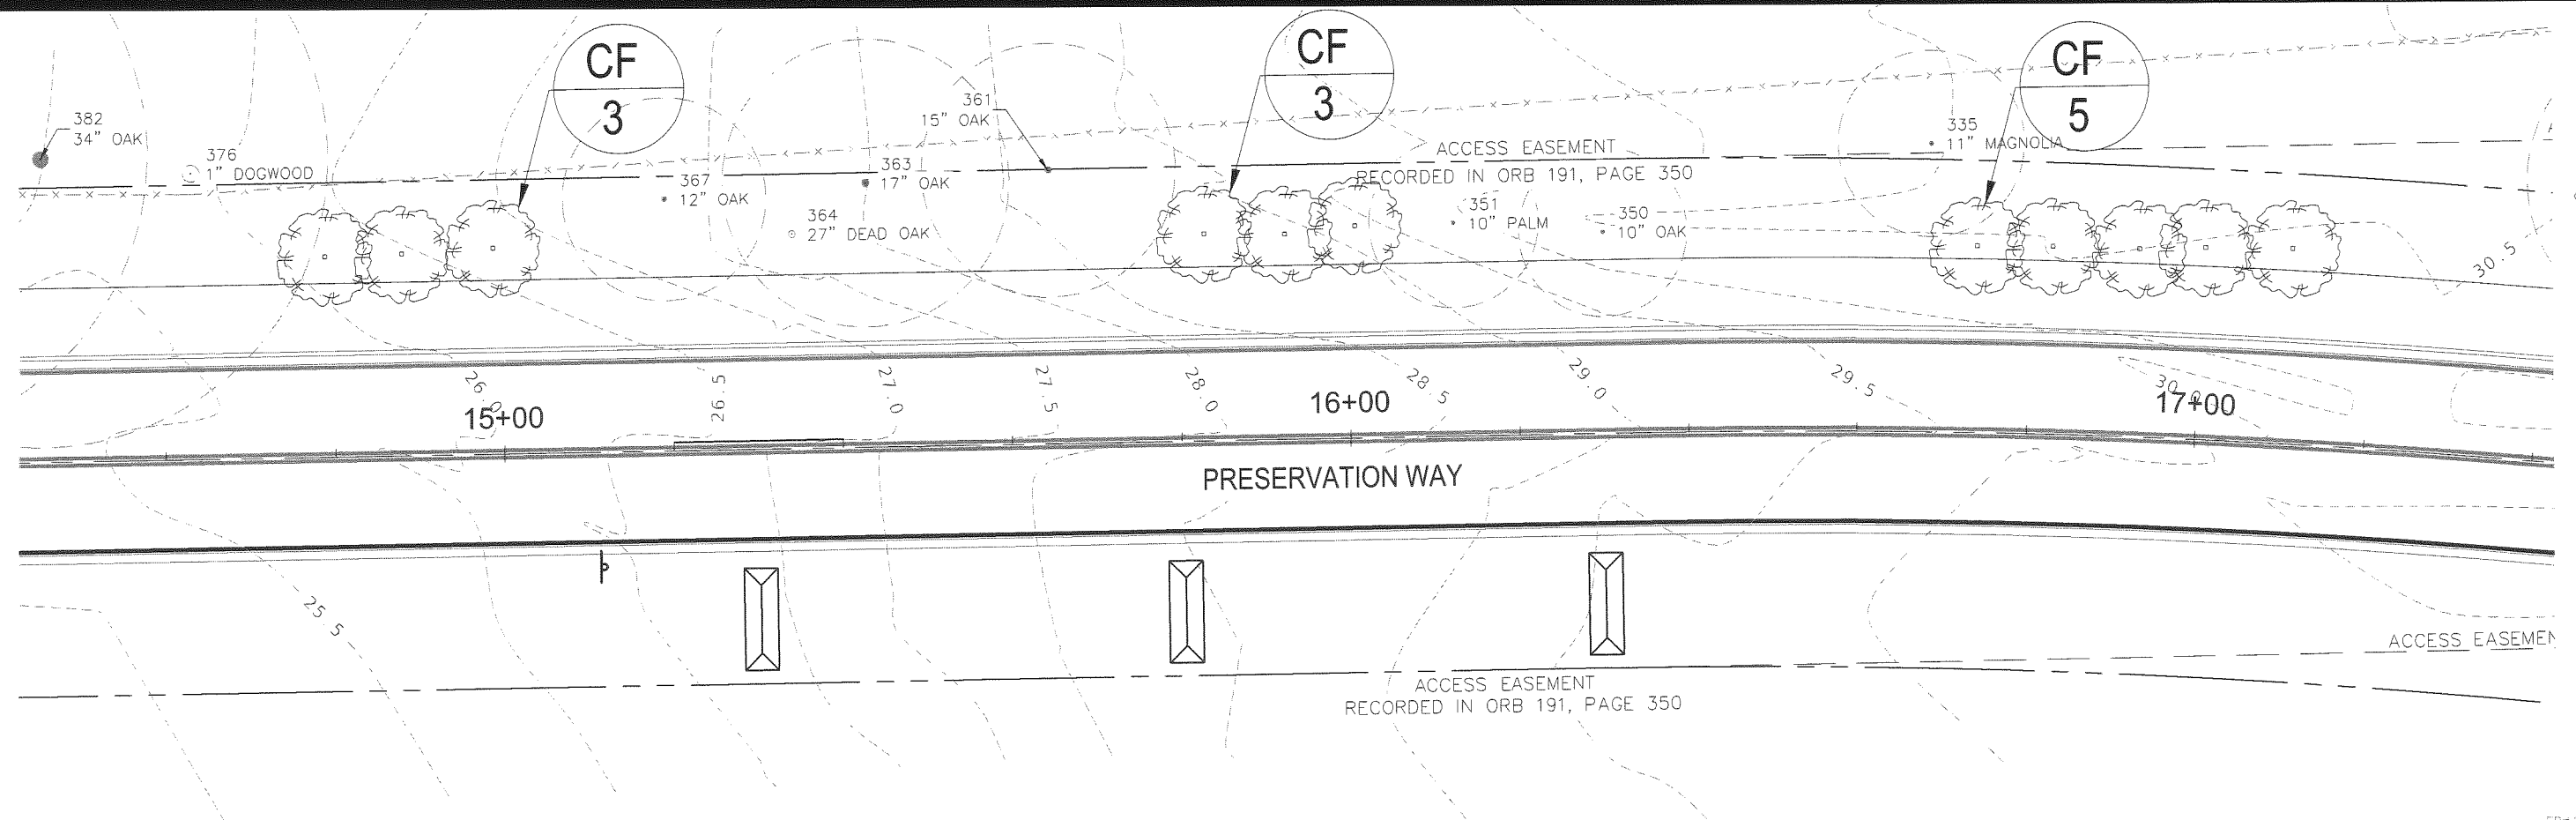 CF
3
CF
3
CF
5
382
34" OAK
376
1" DOGWOOD
367
12" OAK
363
17" OAK
364
27" DEAD OAK
361
15" OAK
ACCESS EASEMENT
RECORDED IN ORB 191, PAGE 350
351
10" PALM
350
10" OAK
335
11" MAGNOLIA
30.5
26.0
26.5
27.0
27.5
28.0
28.5
29.0
29.5
30.0
15+00
16+00
17+00
PRESERVATION WAY
25.5
ACCESS EASEMENT
RECORDED IN ORB 191, PAGE 350
ACCESS EASEMEN